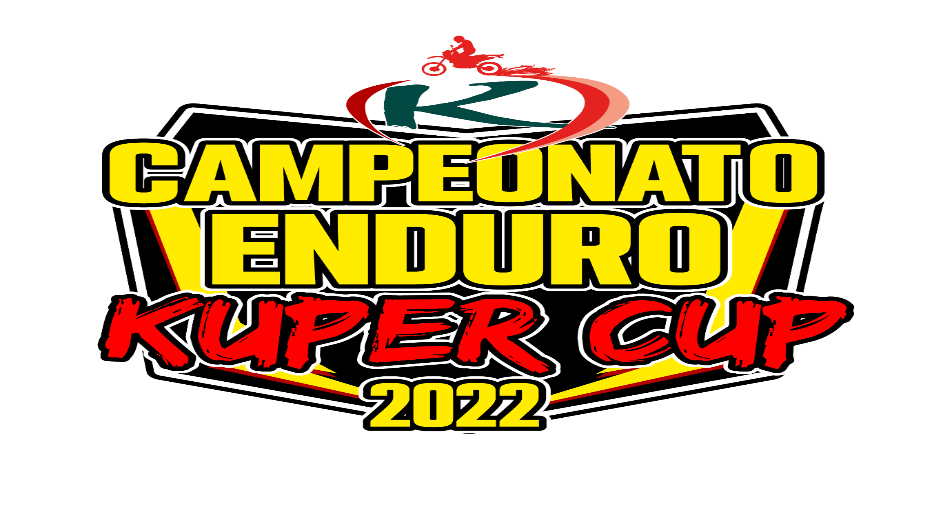 K
CAMPEONATO
ENDURO
KUPER CUP
2022